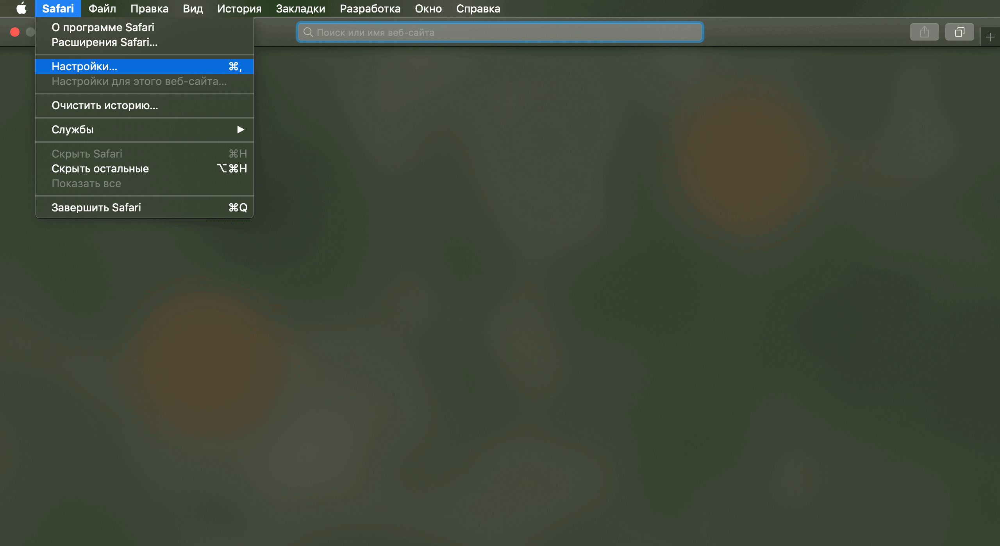 Safari Файл Правка Вид История Закладки Разработка Окно Справка
Поиск или имя веб-сайта
О программе Safari
Расширения Safari...
Настройки... ⌘,
Настройки для этого веб-сайта...
Очистить историю...
Службы
Скрыть Safari ⌘H
Скрыть остальные ⌥⌘H
Показать все
Завершить Safari ⌘Q